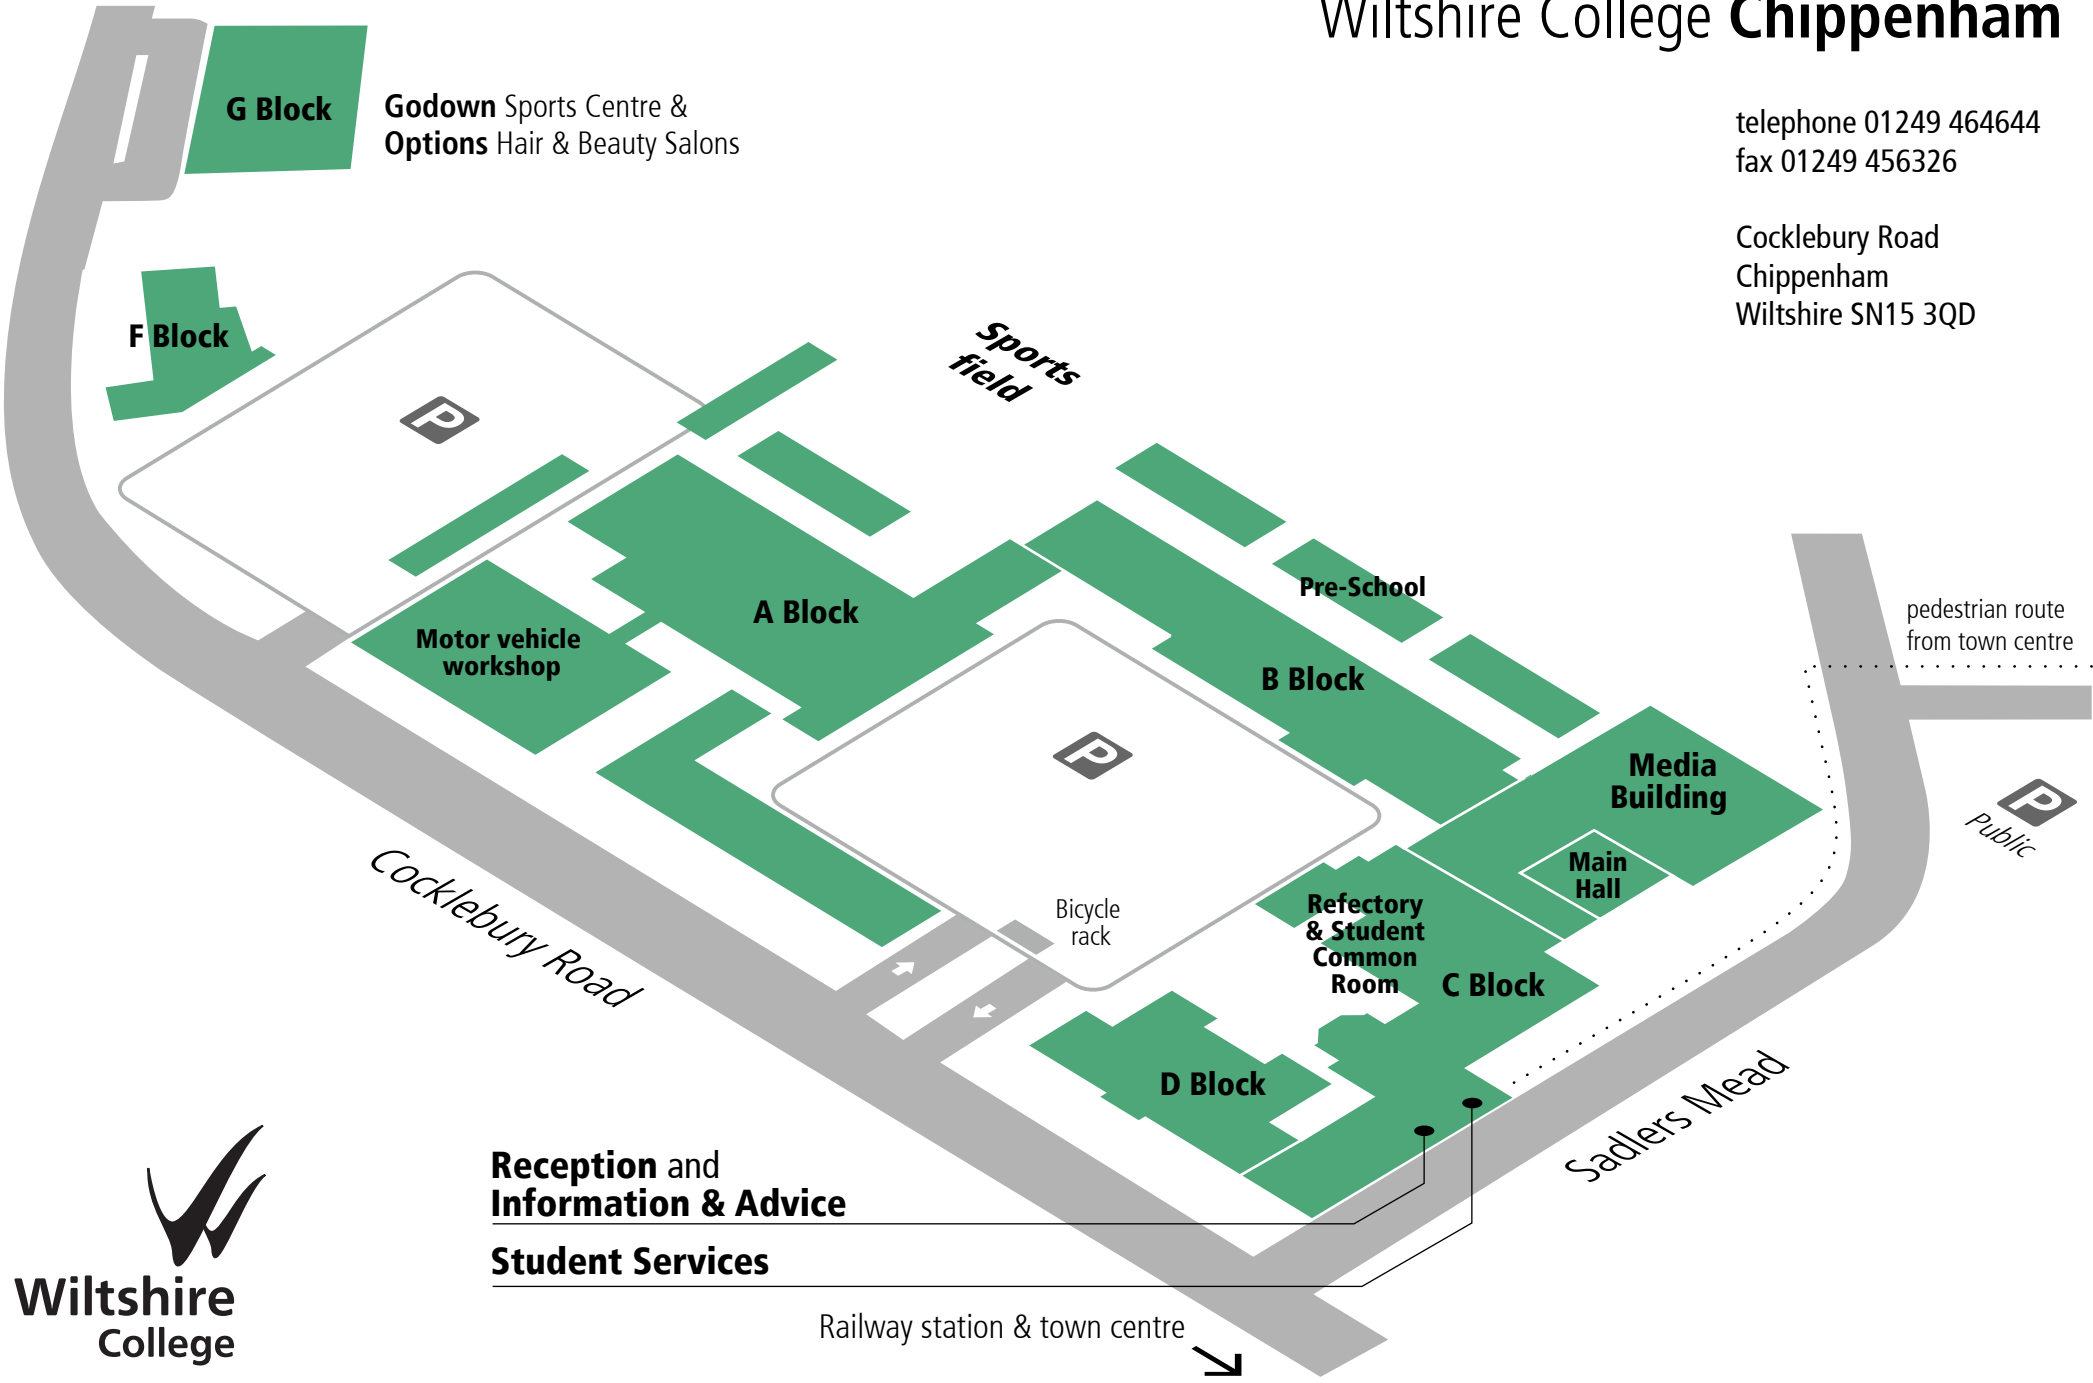 Wiltshire College Chippenham
telephone 01249 464644
fax 01249 456326
Cocklebury Road
Chippenham
Wiltshire SN15 3QD
G Block
Godown Sports Centre &
Options Hair & Beauty Salons
F Block
P
Sports
field
Pre-School
A Block
Motor vehicle
workshop
B Block
pedestrian route
from town centre
P
Media
Building
P
Public
Main
Hall
Cocklebury Road
Bicycle
rack
Refectory
& Student
Common
Room
C Block
D Block
Sadlers Mead
Reception and
Information & Advice
Student Services
Railway station & town centre
Wiltshire
College